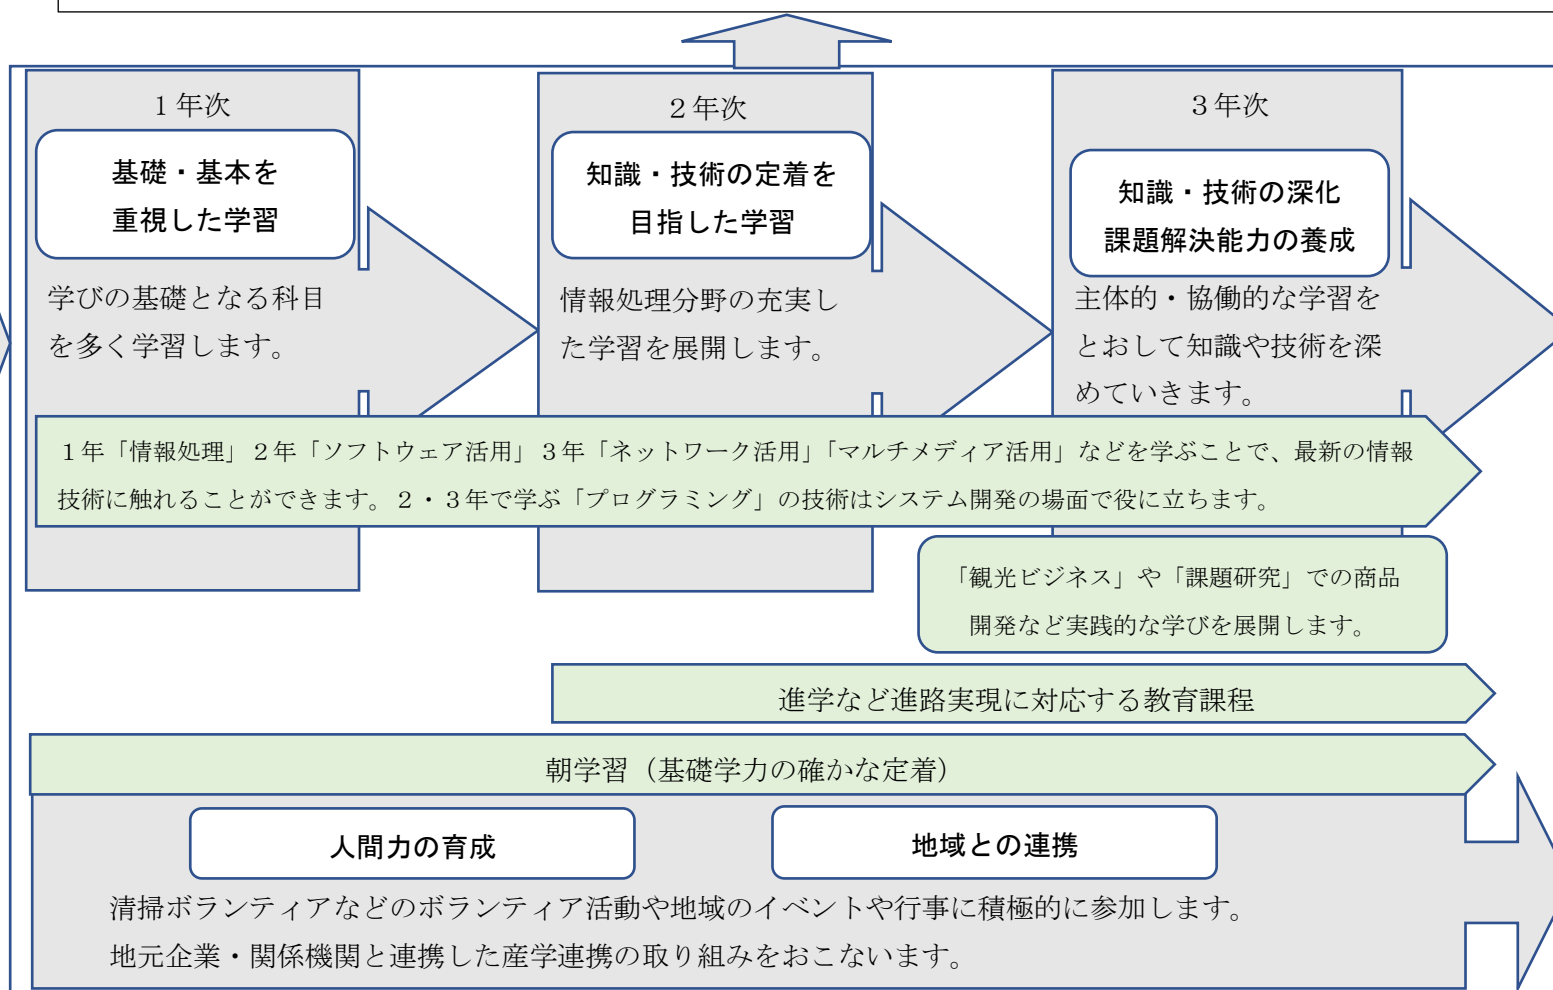 １年次
基礎・基本を
重視した学習
学びの基礎となる科目
を多く学習します。
２年次
知識・技術の定着を
目指した学習
情報処理分野の充実し
た学習を展開します。
３年次
知識・技術の深化
課題解決能力の養成
主体的・協働的な学習を
とおして知識や技術を深
めていきます。
１年「情報処理」２年「ソフトウェア活用」３年「ネットワーク活用」「マルチメディア活用」などを学ぶことで、最新の情報
技術に触れることができます。２・３年で学ぶ「プログラミング」の技術はシステム開発の場面で役に立ちます。
「観光ビジネス」や「課題研究」での商品
開発など実践的な学びを展開します。
進学など進路実現に対応する教育課程
朝学習（基礎学力の確かな定着）
人間力の育成
地域との連携
清掃ボランティアなどのボランティア活動や地域のイベントや行事に積極的に参加します。
地元企業・関係機関と連携した産学連携の取り組みをおこないます。